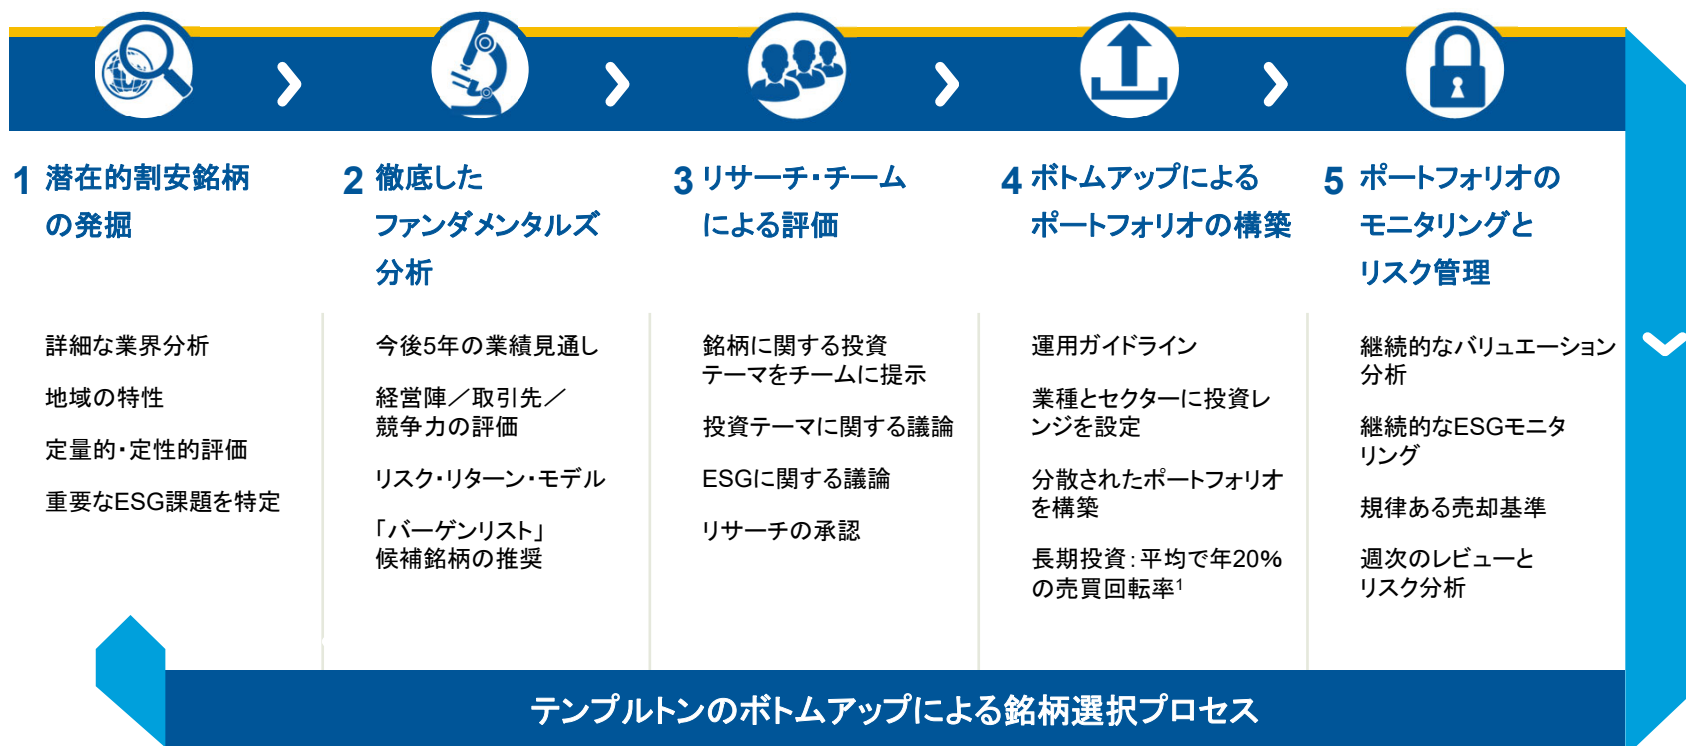 1 潜在的割安銘柄
の発掘
詳細な業界分析
地域の特性
定量的・定性的評価
重要なESG課題を特定
2 徹底した
ファンダメンタルズ
分析
今後5年の業績見通し
経営陣／取引先／
競争力の評価
リスク・リターン・モデル
「バーゲンリスト」
候補銘柄の推奨
3 リサーチ・チーム
による評価
銘柄に関する投資
テーマをチームに提示
投資テーマに関する議論
ESGに関する議論
リサーチの承認
4 ボトムアップによる
ポートフォリオの構築
運用ガイドライン
業種とセクターに投資レ
ンジを設定
分散されたポートフォリオ
を構築
長期投資：平均で年20%
の売買回転率¹
5 ポートフォリオの
モニタリングと
リスク管理
継続的なバリュエーション
分析
継続的なESGモニタ
リング
規律ある売却基準
週次のレビューと
リスク分析
テンプルトンのボトムアップによる銘柄選択プロセス